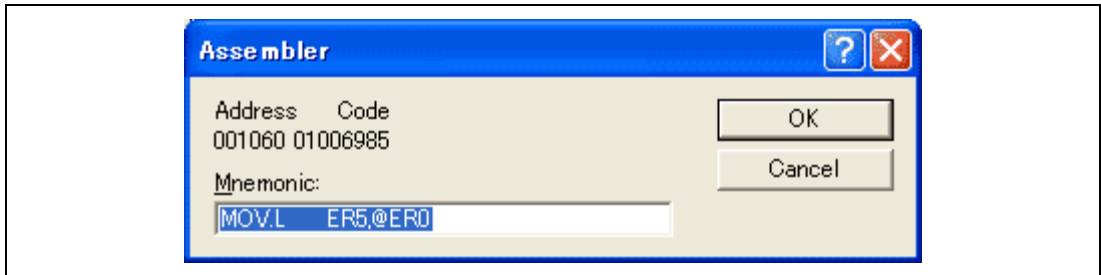 Assembler
Address Code
001060 01006985
Mnemonic:
MOV.L ER5,@ER0
OK
Cancel